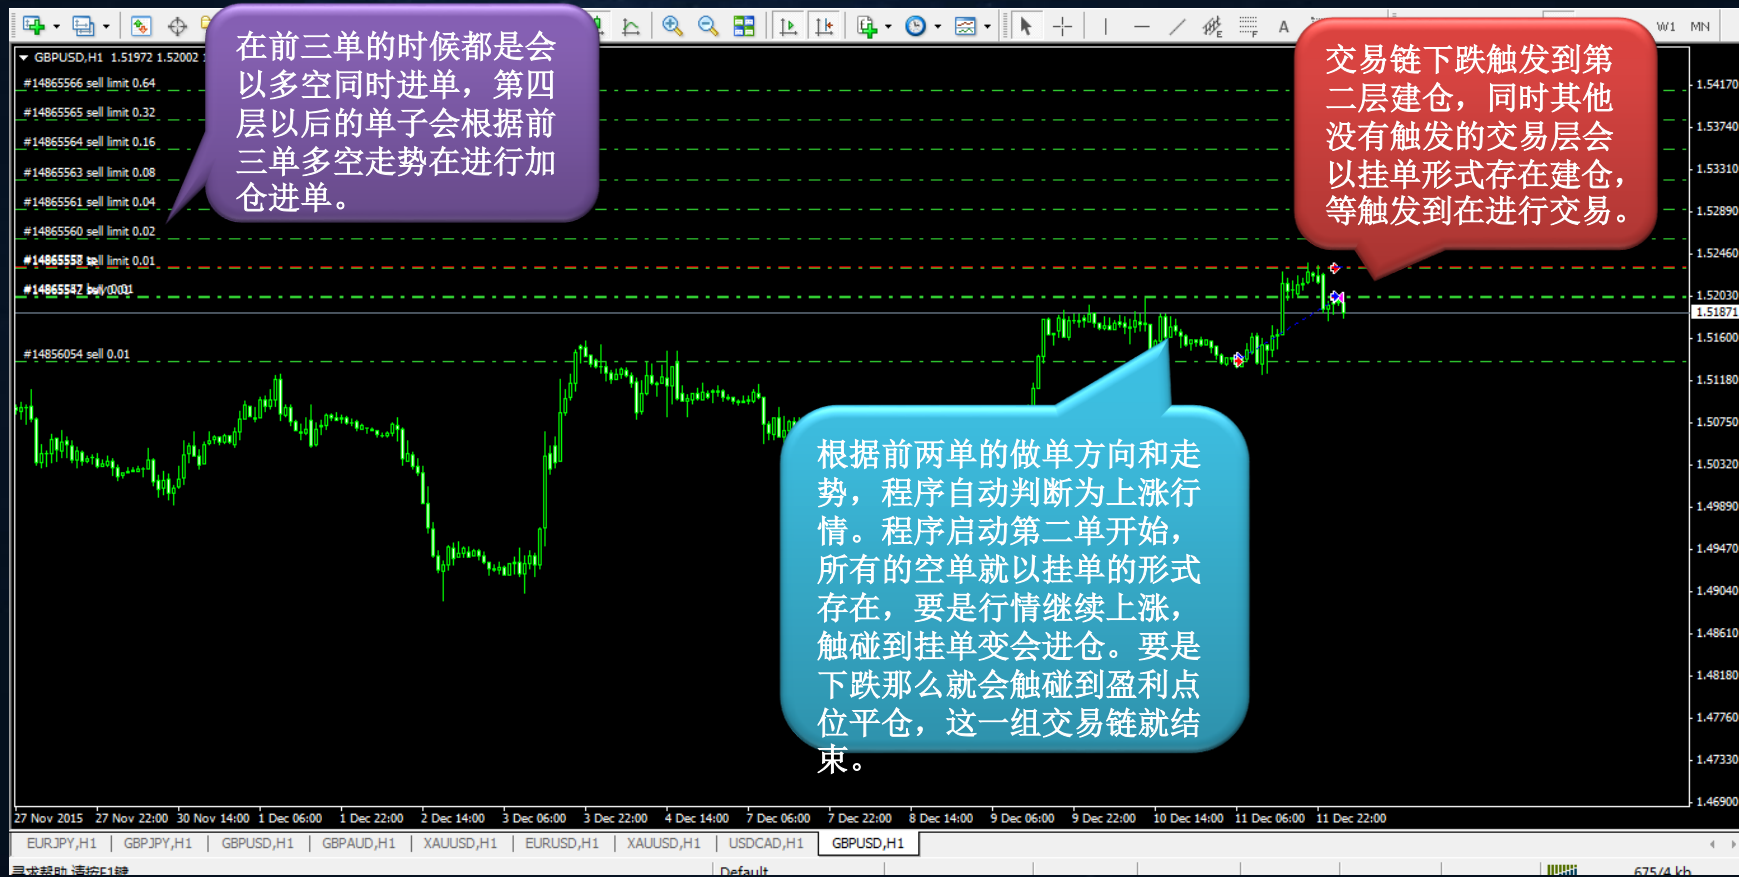 在前三单的时候都是会
以多空同时进单，第四
层以后的单子会根据前
三单多空走势在进行加
仓进单。
交易链下跌触发到第
二层建仓，同时其他
没有触发的交易层会
以挂单形式存在建仓，
等触发到在进行交易。
根据前两单的做单方向和走
势，程序自动判断为上涨行
情。程序启动第二单开始，
所有的空单就以挂单的形式
存在，要是行情继续上涨，
触碰到挂单变会进仓。要是
下跌那么就会触碰到盈利点
位平仓，这一组交易链就结
束。
W1 MN
GBPUSD,H1 1.51972 1.52002
#14865566 sell limit 0.64
#14865565 sell limit 0.32
#14865564 sell limit 0.16
#14865563 sell limit 0.08
#14865561 sell limit 0.04
#14865560 sell limit 0.02
sell limit 0.01
#14856054 sell 0.01
1.54170
1.53740
1.53310
1.52890
1.52460
1.52030
1.51871
1.51600
1.51180
1.50750
1.50320
1.49890
1.49470
1.49040
1.48610
1.48180
1.47760
1.47330
1.46900
27 Nov 2015 27 Nov 22:00 30 Nov 14:00 1 Dec 06:00 1 Dec 22:00 2 Dec 14:00 3 Dec 06:00 3 Dec 22:00 4 Dec 14:00 7 Dec 06:00 7 Dec 22:00 8 Dec 14:00 9 Dec 06:00 9 Dec 22:00 10 Dec 14:00 11 Dec 06:00 11 Dec 22:00
EURJPY,H1 GBPJPY,H1 GBPUSD,H1 GBPAUD,H1 XAUUSD,H1 EURUSD,H1 XAUUSD,H1 USDCAD,H1 GBPUSD,H1
寻求帮助,请按F1键 Default 675/4 kb